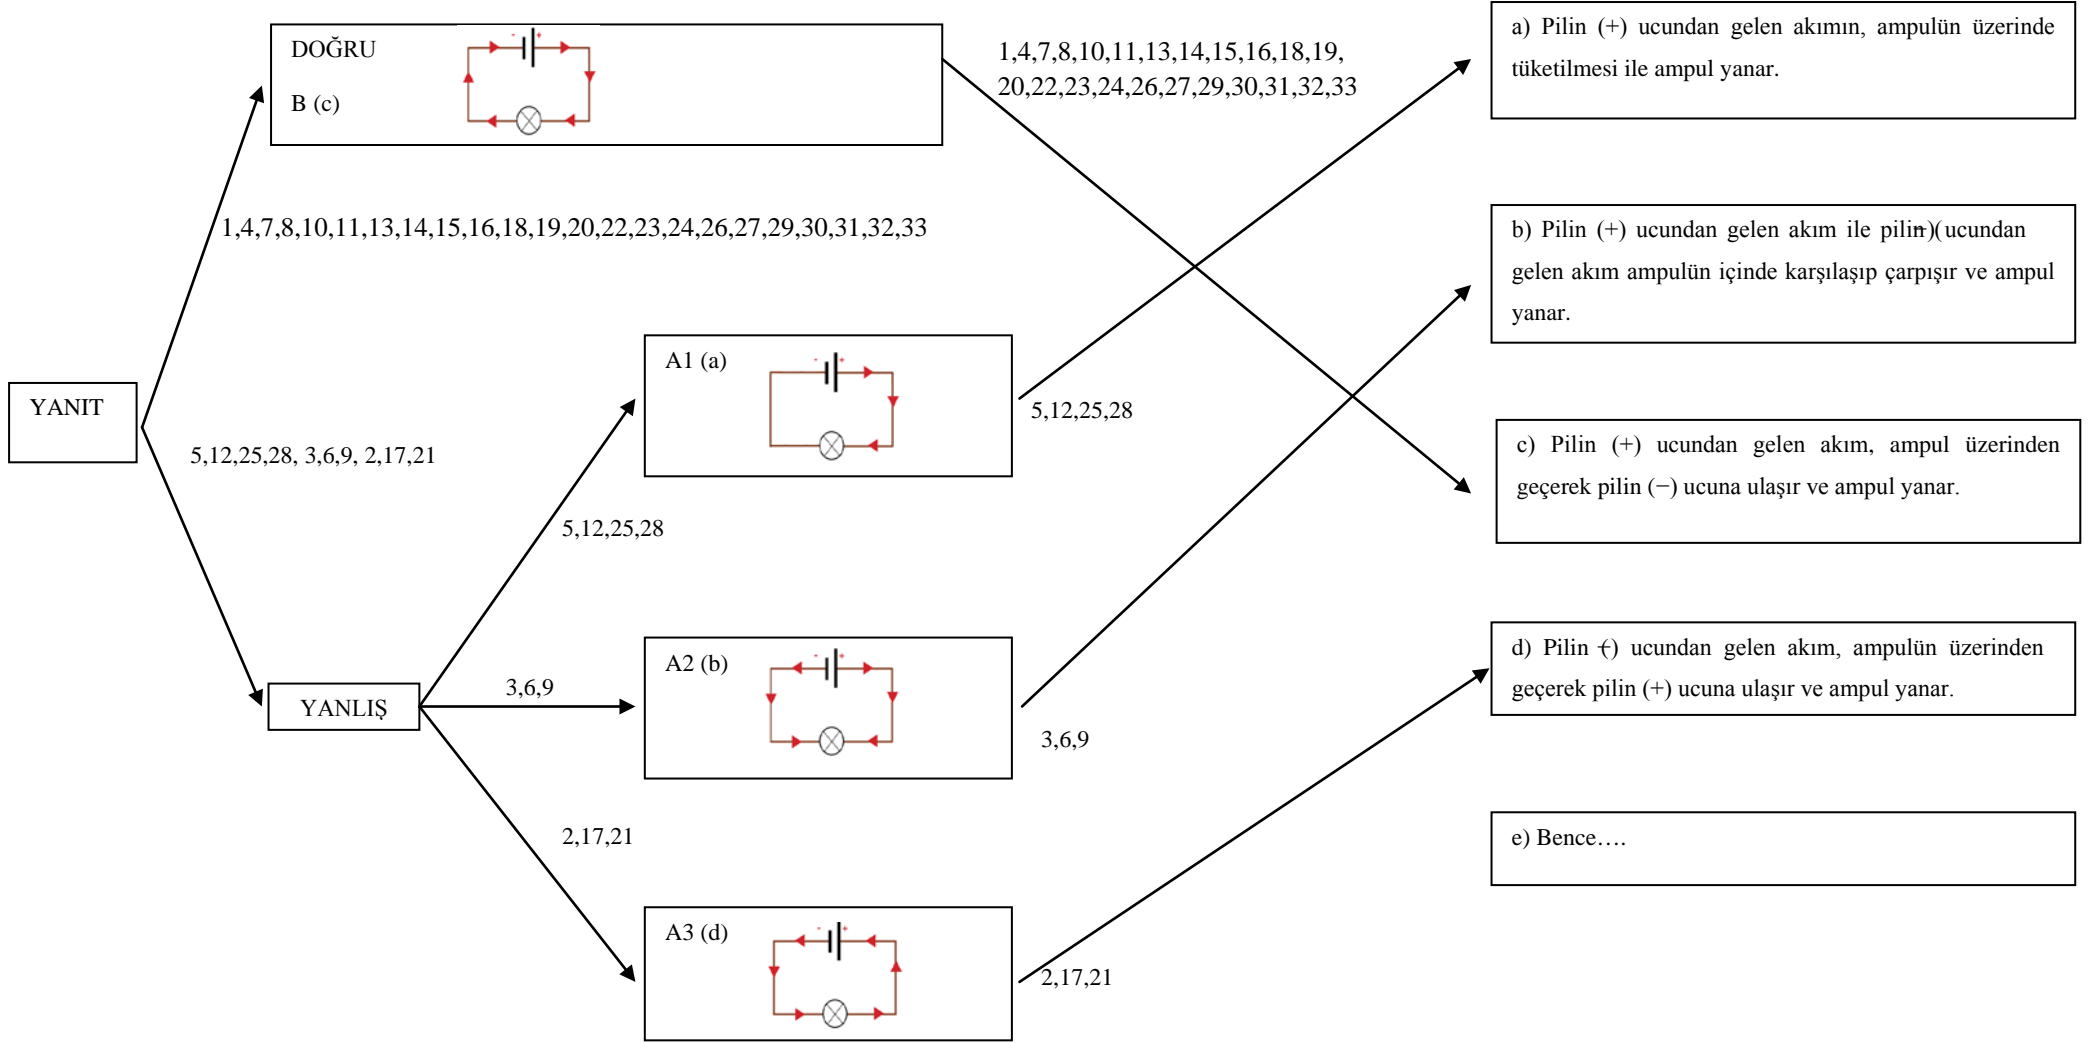 DOĞRU
B (c)
- +
1,4,7,8,10,11,13,14,15,16,18,19,
20,22,23,24,26,27,29,30,31,32,33
a) Pilin (+) ucundan gelen akımın, ampulün üzerinde
tüketilmesi ile ampul yanar.
1,4,7,8,10,11,13,14,15,16,18,19,20,22,23,24,26,27,29,30,31,32,33
b) Pilin (+) ucundan gelen akım ile pilin−)(ucundan
gelen akım ampulün içinde karşılaşıp çarpışır ve ampul
yanar.
YANIT
A1 (a)
- +
5,12,25,28
5,12,25,28, 3,6,9, 2,17,21
5,12,25,28
c) Pilin (+) ucundan gelen akım, ampul üzerinden
geçerek pilin (−) ucuna ulaşır ve ampul yanar.
YANLIŞ
3,6,9
A2 (b)
- +
3,6,9
d) Pilin (−) ucundan gelen akım, ampulün üzerinden
geçerek pilin (+) ucuna ulaşır ve ampul yanar.
2,17,21
A3 (d)
- +
2,17,21
e) Bence….